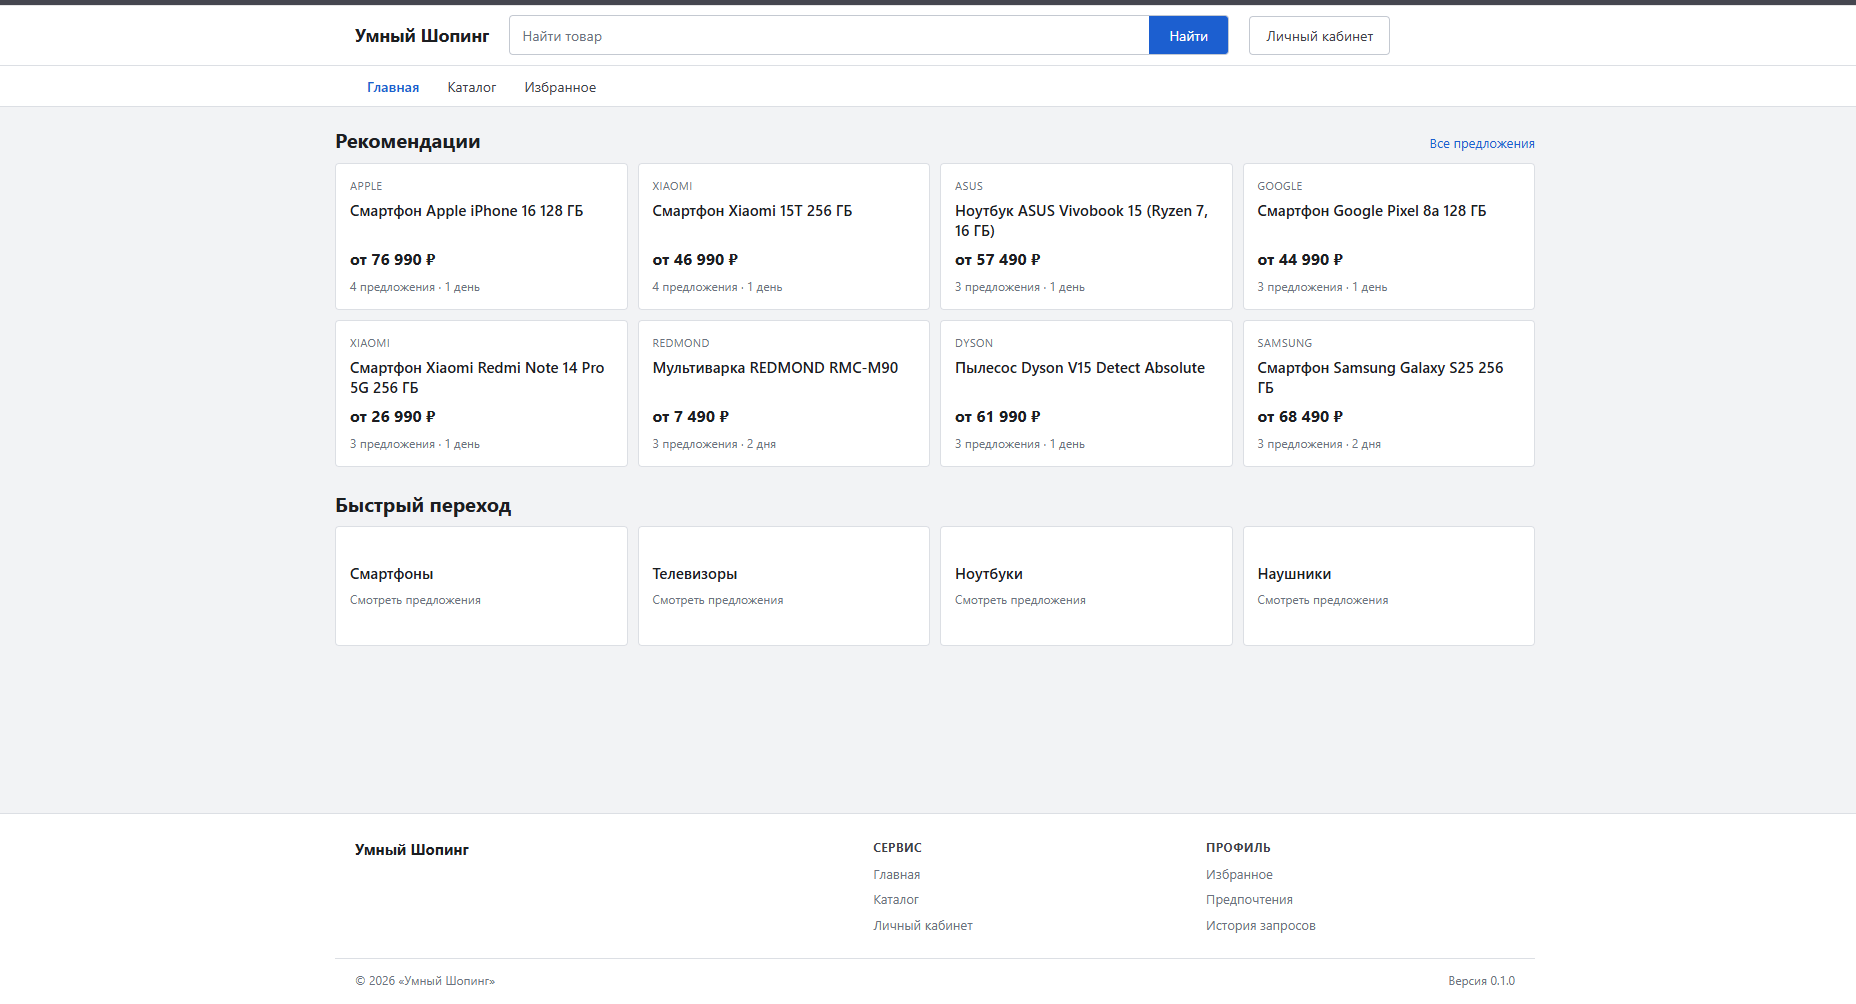 Умный Шопинг
Найти товар
Найти
Личный кабинет
Главная
Каталог
Избранное
Рекомендации
Все предложения
APPLE
Смартфон Apple iPhone 16 128 ГБ
от 76 990 ₽
4 предложения · 1 день
XIAOMI
Смартфон Xiaomi 15T 256 ГБ
от 46 990 ₽
4 предложения · 1 день
ASUS
Ноутбук ASUS Vivobook 15 (Ryzen 7,
16 ГБ)
от 57 490 ₽
3 предложения · 1 день
GOOGLE
Смартфон Google Pixel 8a 128 ГБ
от 44 990 ₽
3 предложения · 1 день
XIAOMI
Смартфон Xiaomi Redmi Note 14 Pro
5G 256 ГБ
от 26 990 ₽
3 предложения · 1 день
REDMOND
Мультиварка REDMOND RMC-M90
от 7 490 ₽
3 предложения · 2 дня
DYSON
Пылесос Dyson V15 Detect Absolute
от 61 990 ₽
3 предложения · 1 день
SAMSUNG
Смартфон Samsung Galaxy S25 256
ГБ
от 68 490 ₽
3 предложения · 2 дня
Быстрый переход
Смартфоны
Смотреть предложения
Телевизоры
Смотреть предложения
Ноутбуки
Смотреть предложения
Наушники
Смотреть предложения
Умный Шопинг
СЕРВИС
Главная
Каталог
Личный кабинет
ПРОФИЛЬ
Избранное
Предпочтения
История запросов
© 2026 «Умный Шопинг»
Версия 0.1.0